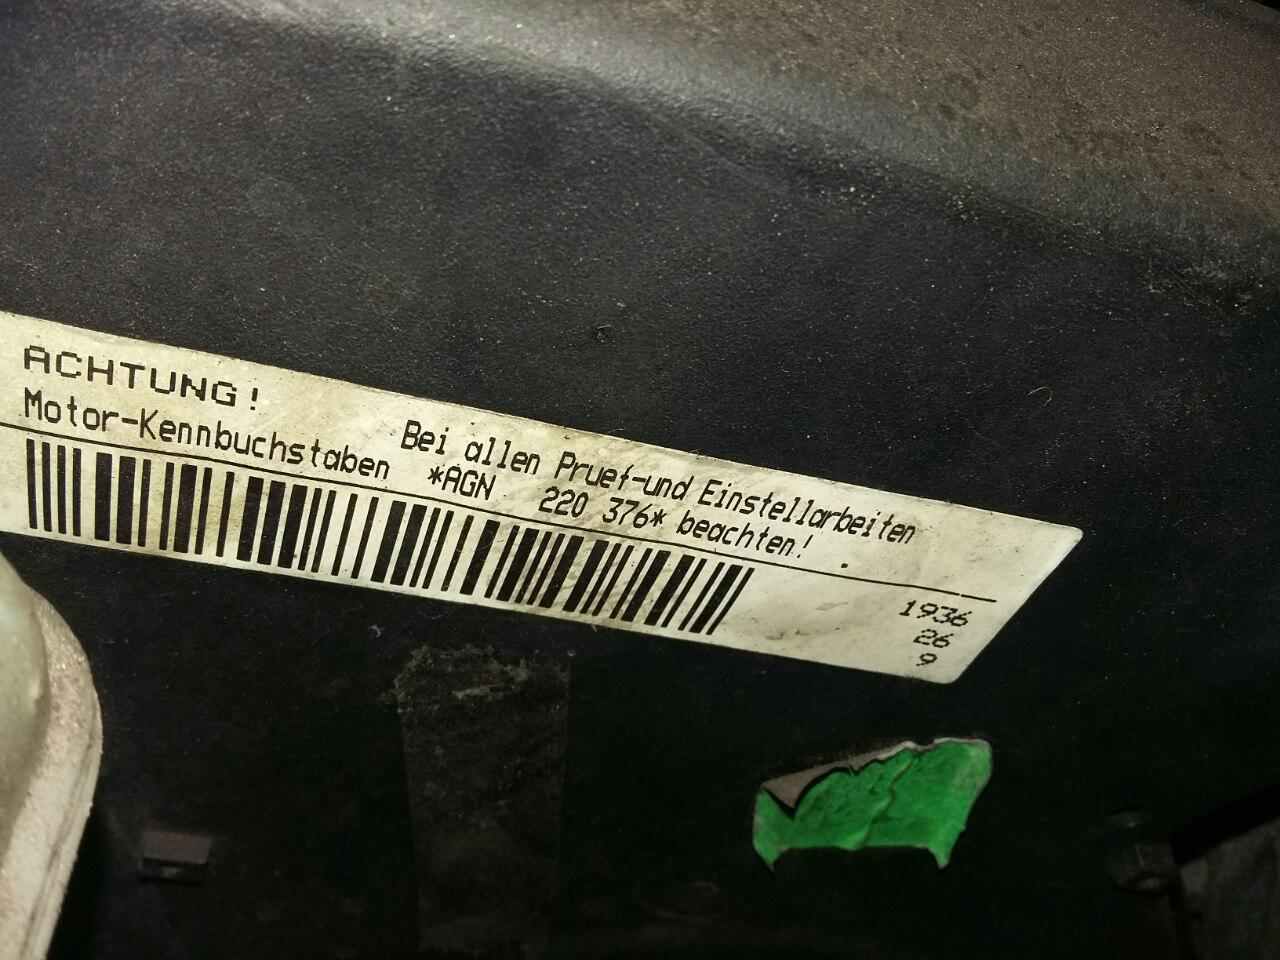 ACHTUNG!
Bei allen Pruef-und Einstellarbeiten
Motor-Kennbuchstaben *AGN 220 376* beachten!
1936
26
9